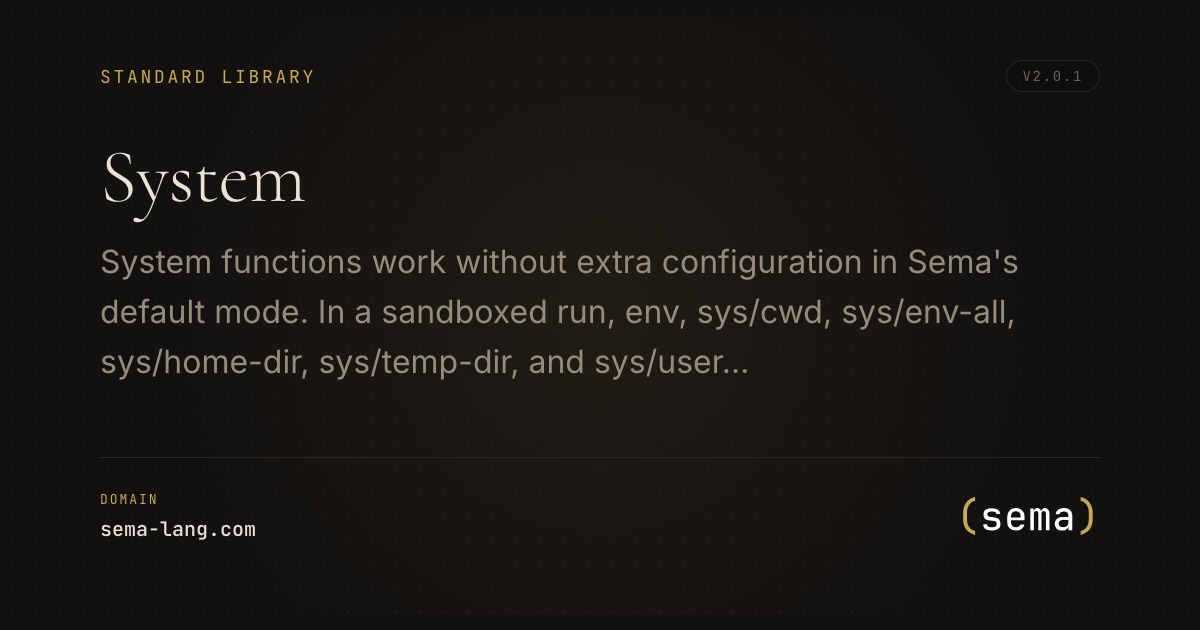 STANDARD LIBRARY
V2.0.1
System
System functions work without extra configuration in Sema's
default mode. In a sandboxed run, env, sys/cwd, sys/env-all,
sys/home-dir, sys/temp-dir, and sys/user...
DOMAIN
sema-lang.com
(sema)